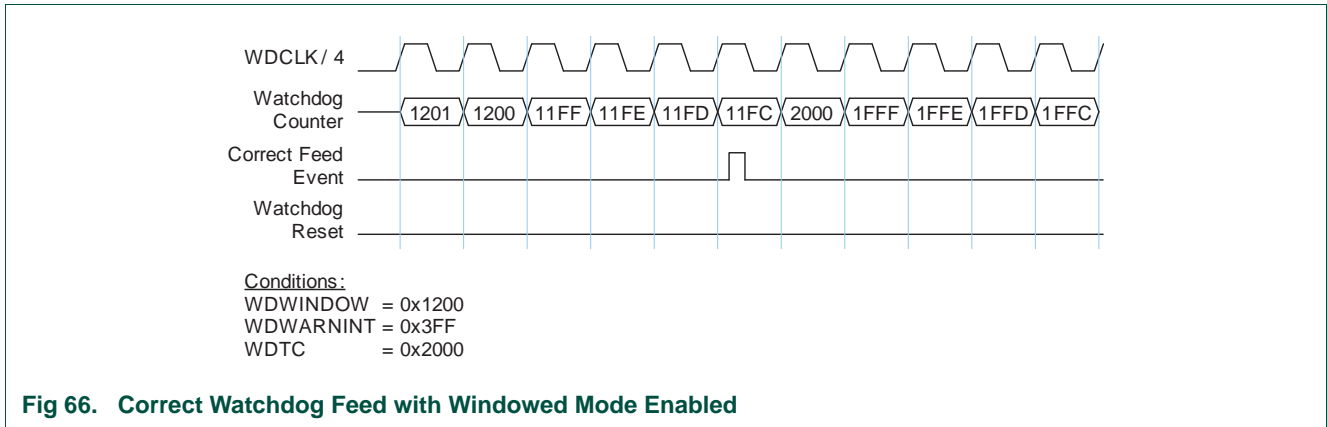 WDCLK / 4
Watchdog
Counter
1201 1200 11FF 11FE 11FD 11FC 2000 1FFF 1FFE 1FFD 1FFC
Correct Feed
Event
Watchdog
Reset
Conditions:
WDWINDOW = 0x1200
WDWARNINT = 0x3FF
WDTC = 0x2000
Fig 66. Correct Watchdog Feed with Windowed Mode Enabled